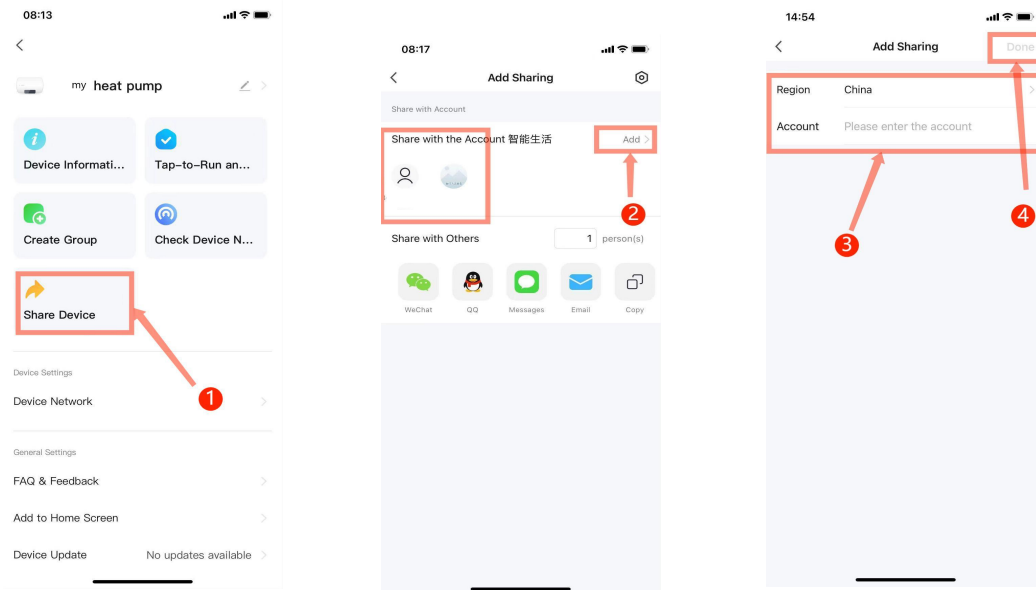 08:13
my heat pump
Device Informati...
Tap-to-Run an...
Create Group
Check Device N...
Share Device
1
Device Settings
Device Network
General Settings
FAQ & Feedback
Add to Home Screen
Device Update
No updates available
08:17
Add Sharing
Share with Account
Share with the Account 智能生活
Add
2
Share with Others
1 person(s)
WeChat
QQ
Messages
Email
Copy
14:54
Add Sharing
Done
Region
China
Account
Please enter the account
3
4